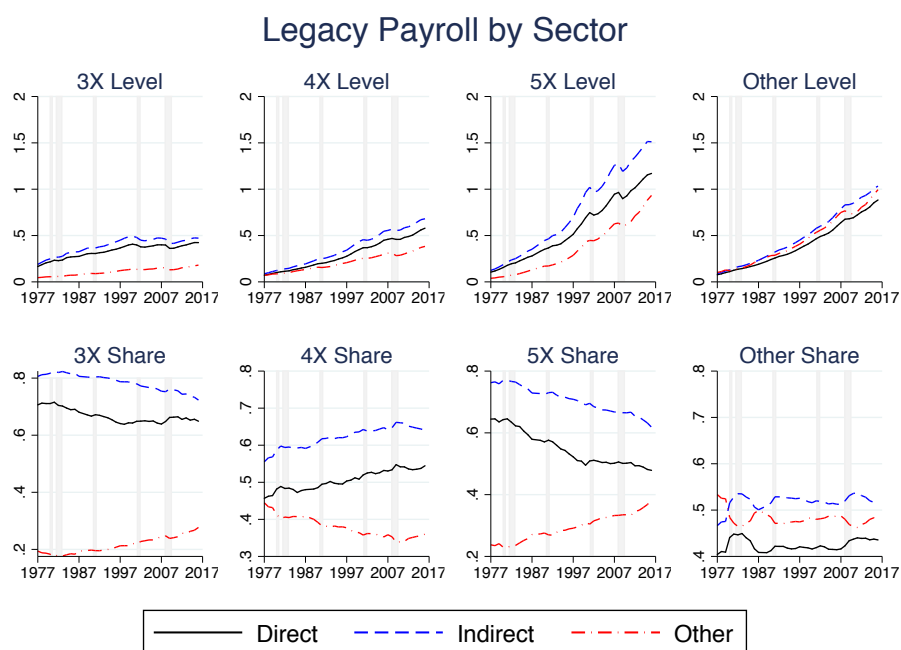 Legacy Payroll by Sector
3X Level
4X Level
5X Level
Other Level
2
1.5
1
.5
0
1977 1987 1997 2007 2017
2
1.5
1
.5
0
1977 1987 1997 2007 2017
2
1.5
1
.5
0
1977 1987 1997 2007 2017
2
1.5
1
.5
0
1977 1987 1997 2007 2017
3X Share
4X Share
5X Share
Other Share
.8
.6
.4
.2
1977 1987 1997 2007 2017
.8
.7
.6
.5
.4
.3
1977 1987 1997 2007 2017
.8
.6
.4
.2
1977 1987 1997 2007 2017
.8
.7
.6
.5
.4
1977 1987 1997 2007 2017
Direct Indirect Other